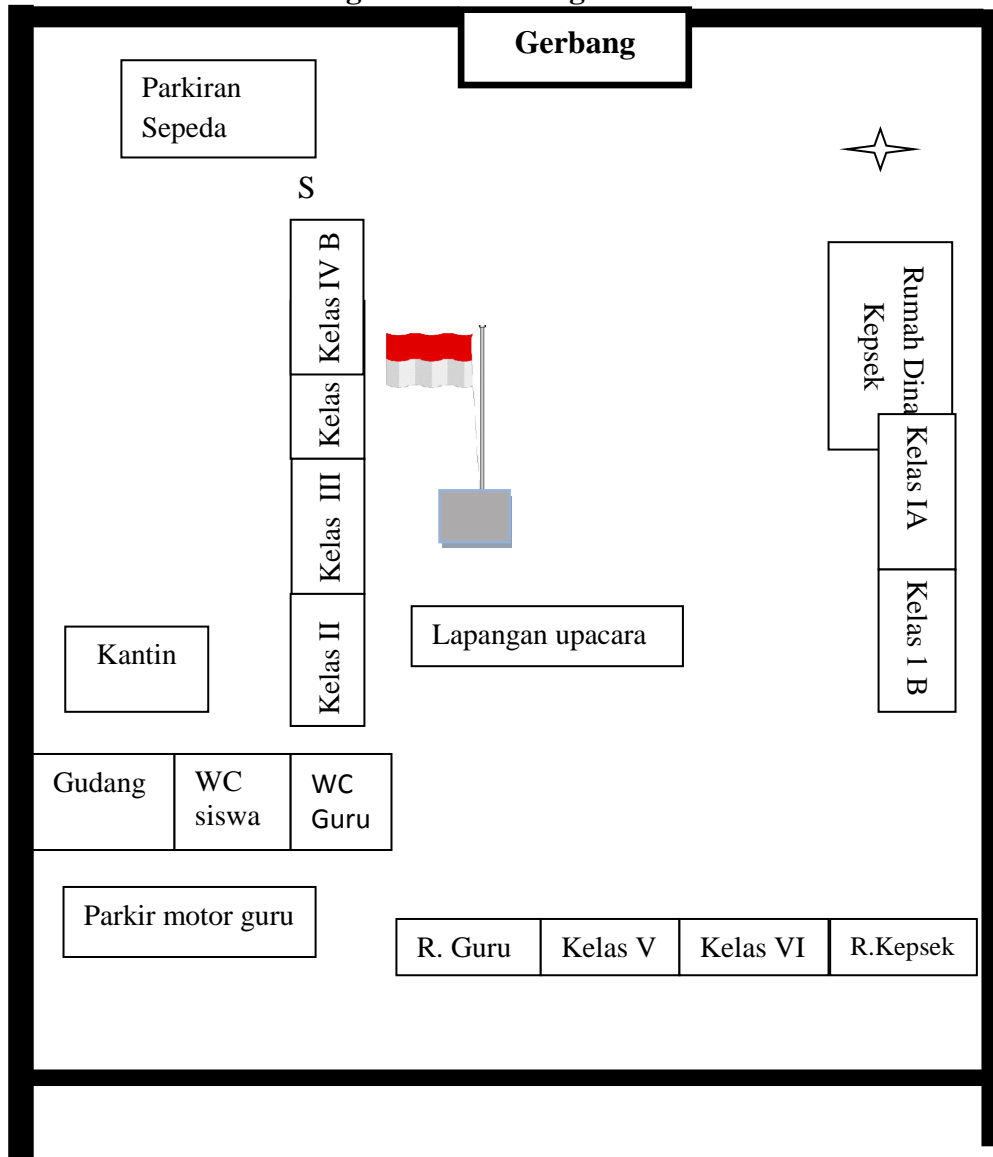 Gerbang
Parkiran
Sepeda
S
Kelas IV B
Kelas
Kelas III
Kelas II
Rumah Dina
Kepsek
Kelas IA
Kelas 1 B
Lapangan upacara
Kantin
Gudang
WC
siswa
WC
Guru
Parkir motor guru
R. Guru
Kelas V
Kelas VI
R.Kepsek